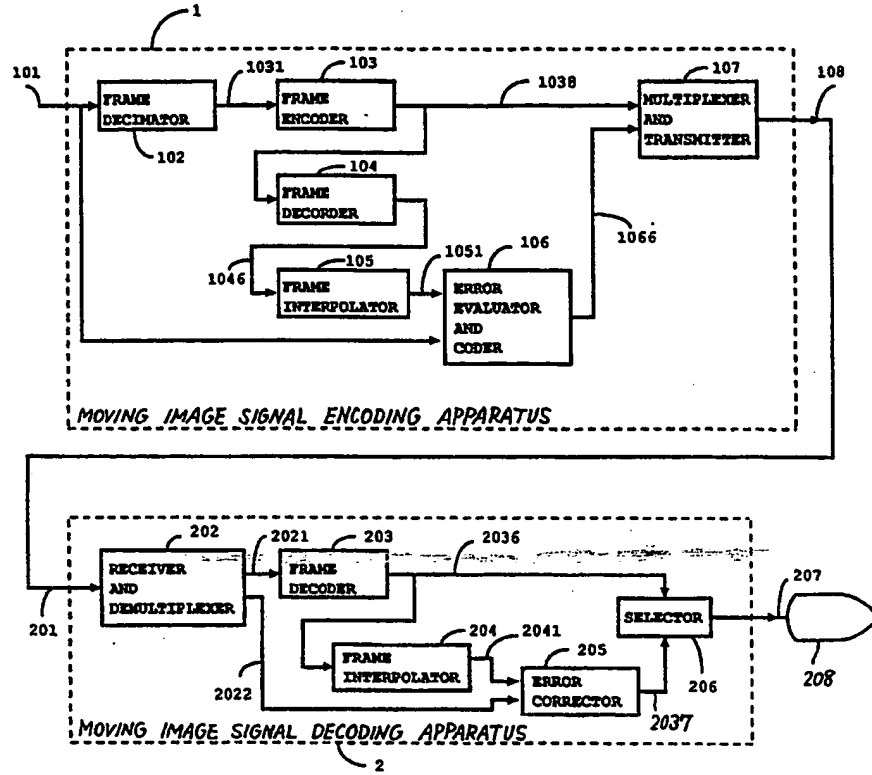 1
101
1031
103
1038
107
108
FRAME
DECIMATOR
FRAME
ENCODER
MULTIPLEXER
AND
TRANSMITTER
102
104
FRAME
DECORDER
1066
1046
105
1051
106
FRAME
INTERPOLATOR
ERROR
EVALUATOR
AND
CODER
MOVING IMAGE SIGNAL ENCODING APPARATUS
202
2021
203
2036
RECEIVER
AND
DEMULTIPLEXER
FRAME
DECODER
207
201
SELECTOR
204
2041
205
206
208
2022
FRAME
INTERPOLATOR
ERROR
CORRECTOR
2037
MOVING IMAGE SIGNAL DECODING APPARATUS
2